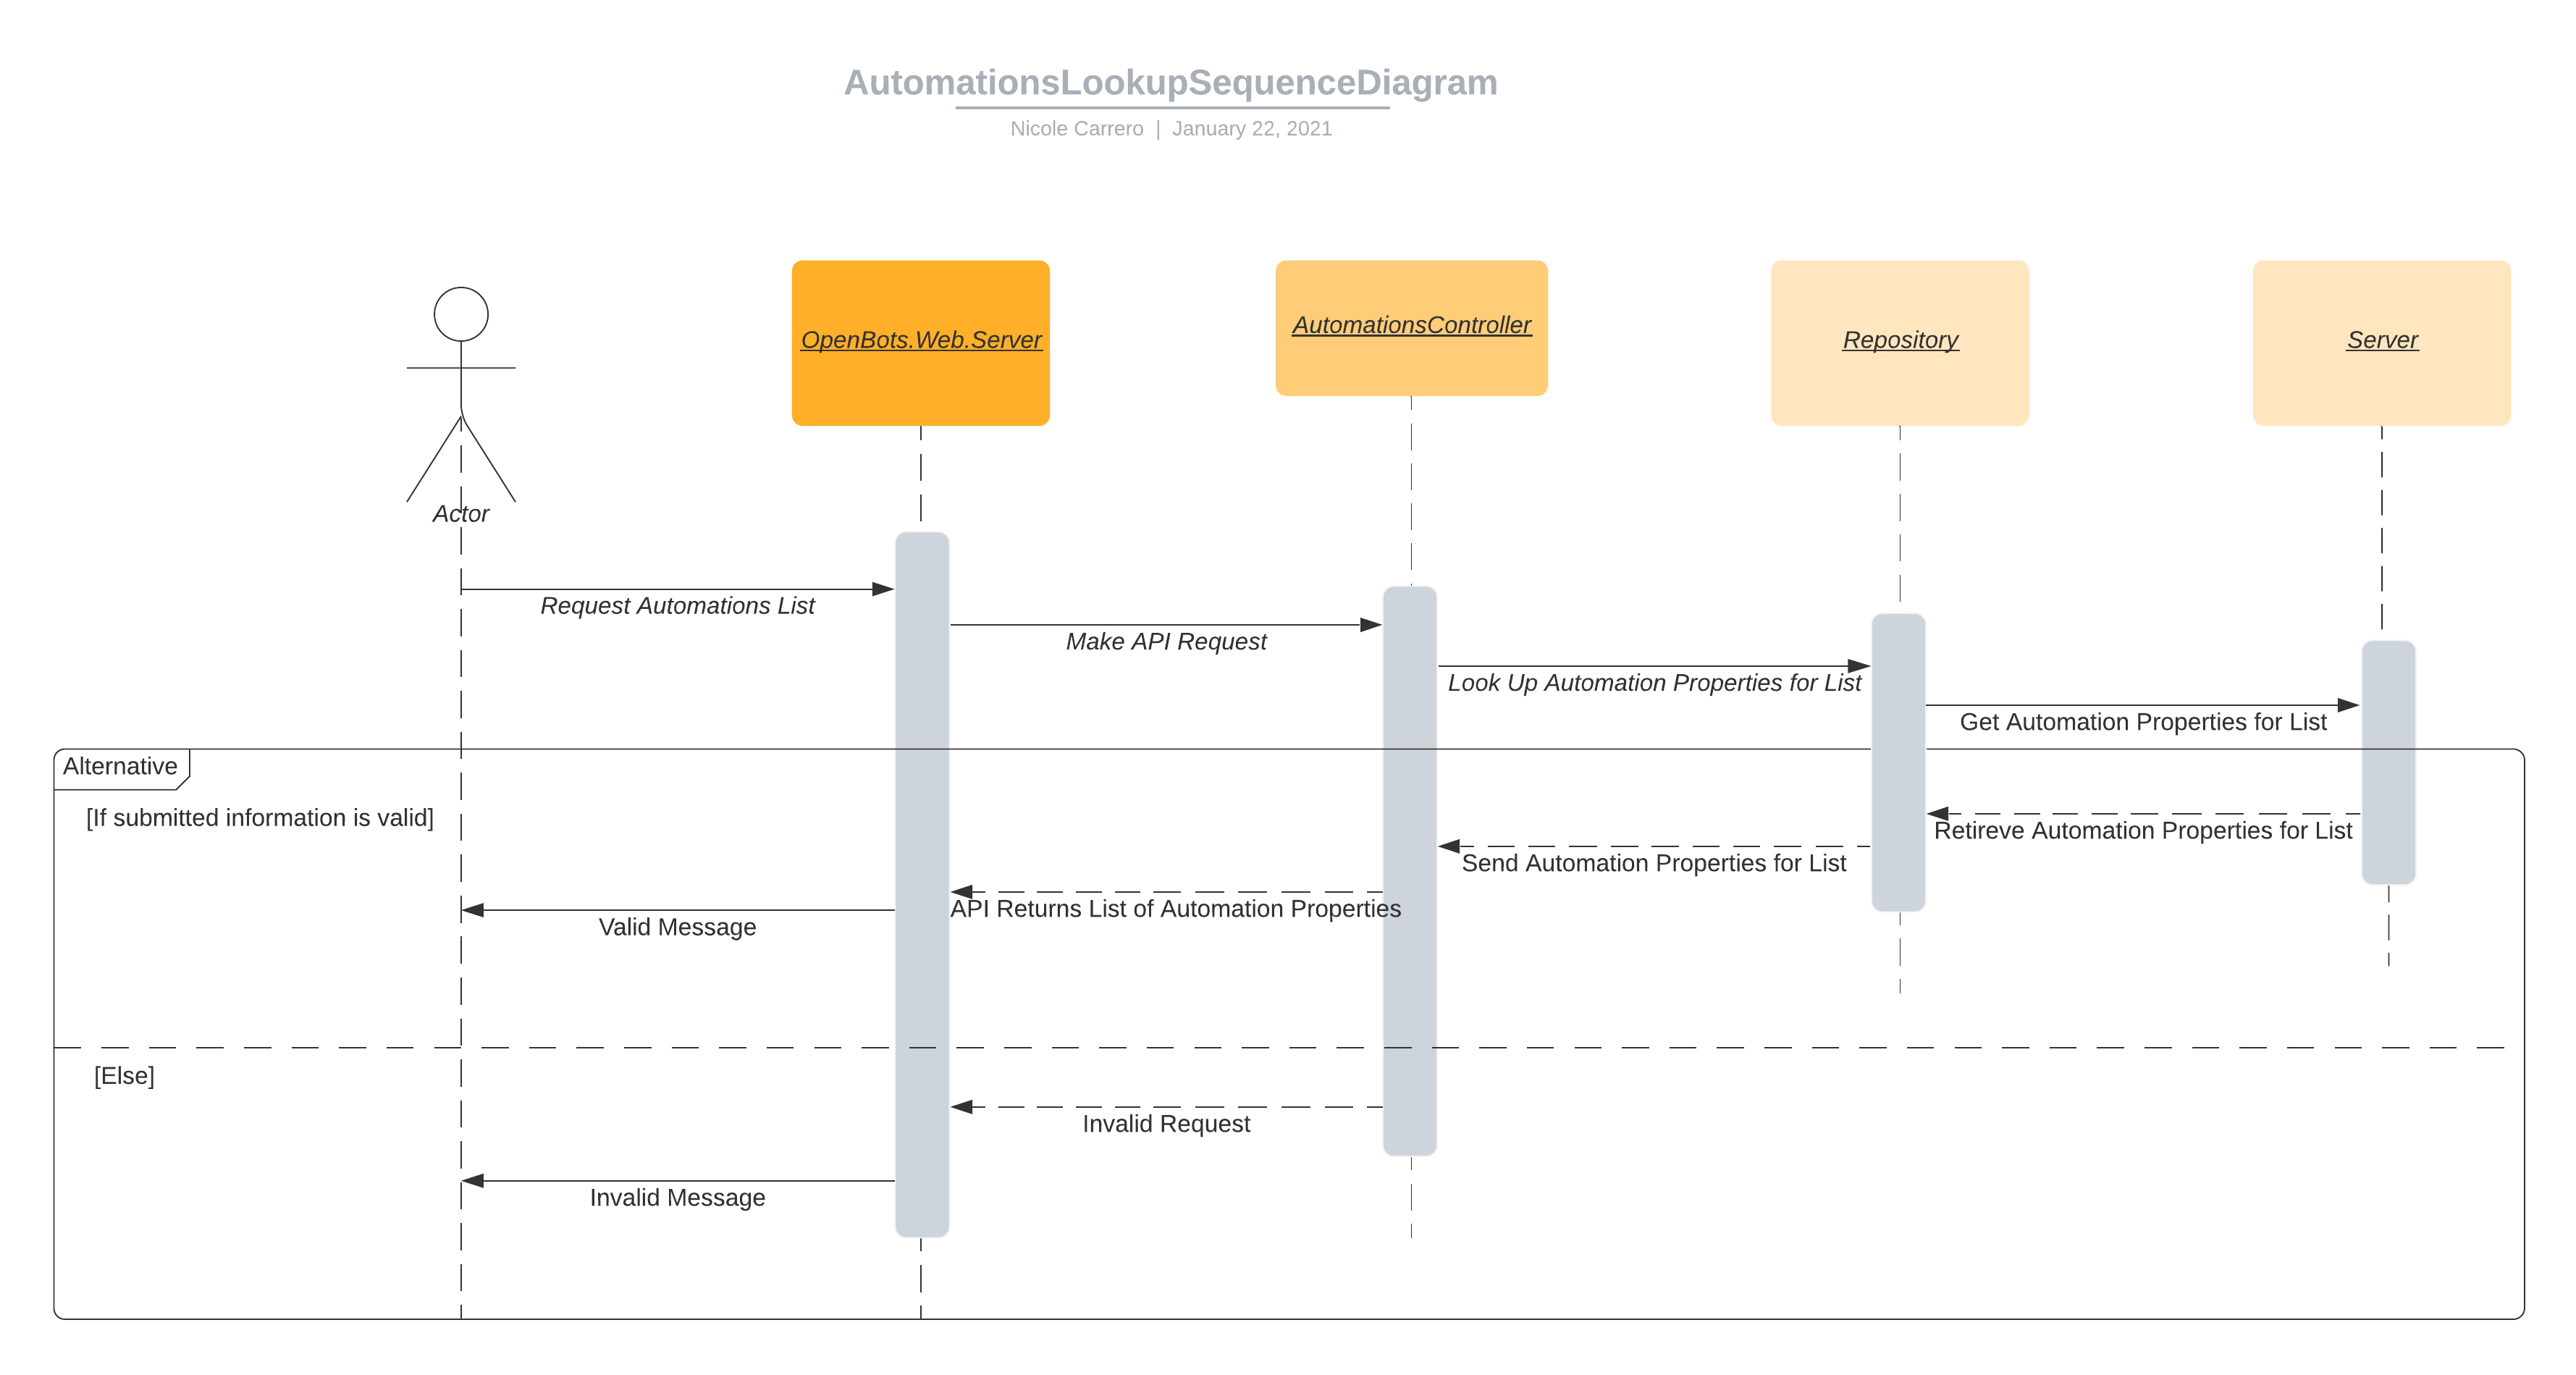 AutomationsLookupSequenceDiagram
Nicole Carrero | January 22, 2021
OpenBots.Web.Server
AutomationsController
Repository
Server
Actor
Request Automations List
Make API Request
Look Up Automation Properties for List
Get Automation Properties for List
Alternative
[If submitted information is valid]
Retireve Automation Properties for List
Send Automation Properties for List
API Returns List of Automation Properties
Valid Message
[Else]
Invalid Request
Invalid Message